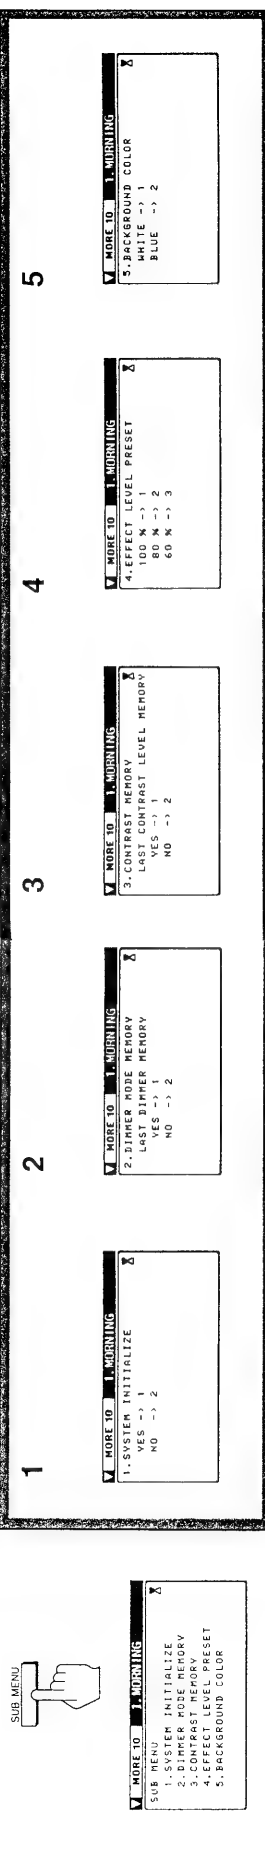 SUB MENU
MORE 10 1.MORNING
SUB MENU
1.SYSTEM INITIALIZE
2.DIMMER MODE MEMORY
3.CONTRAST MEMORY
4.EFFECT LEVEL PRESET
5.BACKGROUND COLOR
1
MORE 10 1.MORNING
1.SYSTEM INITIALIZE
YES -> 1
NO -> 2
2
MORE 10 1.MORNING
2.DIMMER MODE MEMORY
LAST DIMMER MEMORY
YES -> 1
NO -> 2
3
MORE 10 1.MORNING
3.CONTRAST MEMORY
LAST CONTRAST LEVEL MEMORY
YES -> 1
NO -> 2
4
MORE 10 1.MORNING
4.EFFECT LEVEL PRESET
100 % -> 1
80 % -> 2
60 % -> 3
5
MORE 10 1.MORNING
5.BACKGROUND COLOR
WHITE -> 1
BLUE -> 2